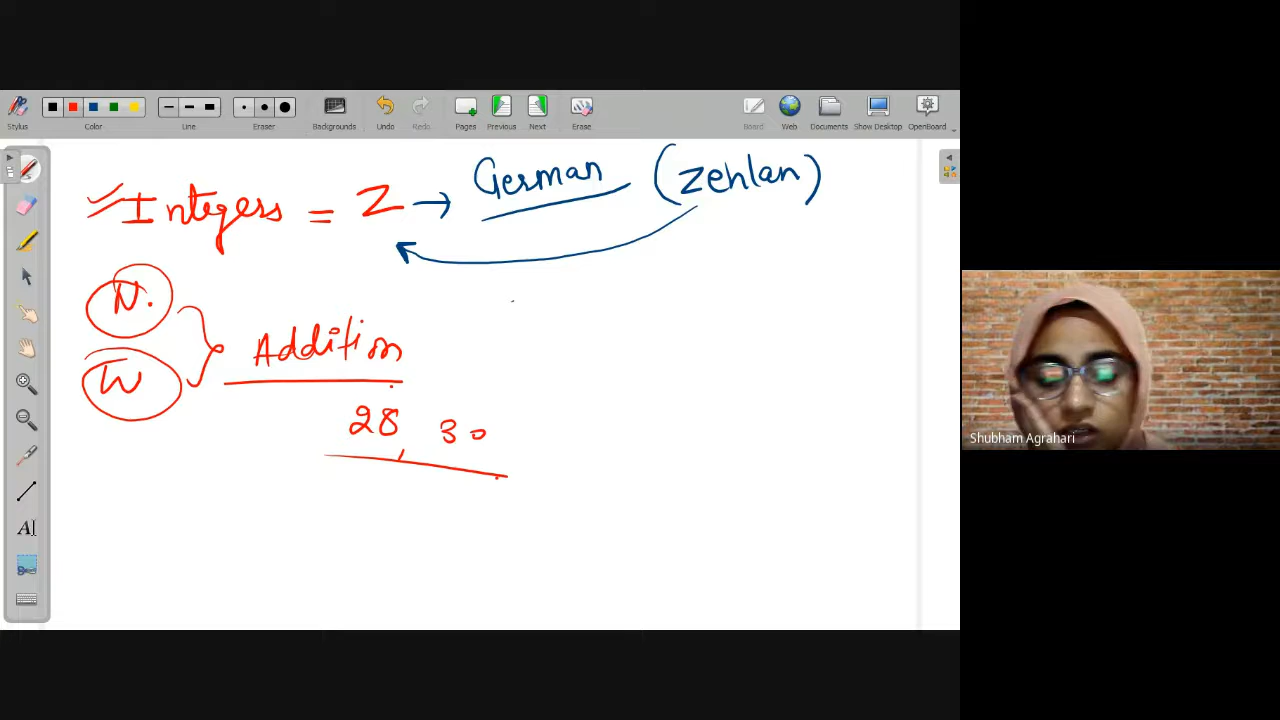 Stylus Color Line Eraser Backgrounds Undo Redo Pages Previous Next Erase Board Web Documents Show Desktop OpenBoard
Integers = Z → German (Zehlan)
N.
Addition
W
28, 30
Shubham Agrahari